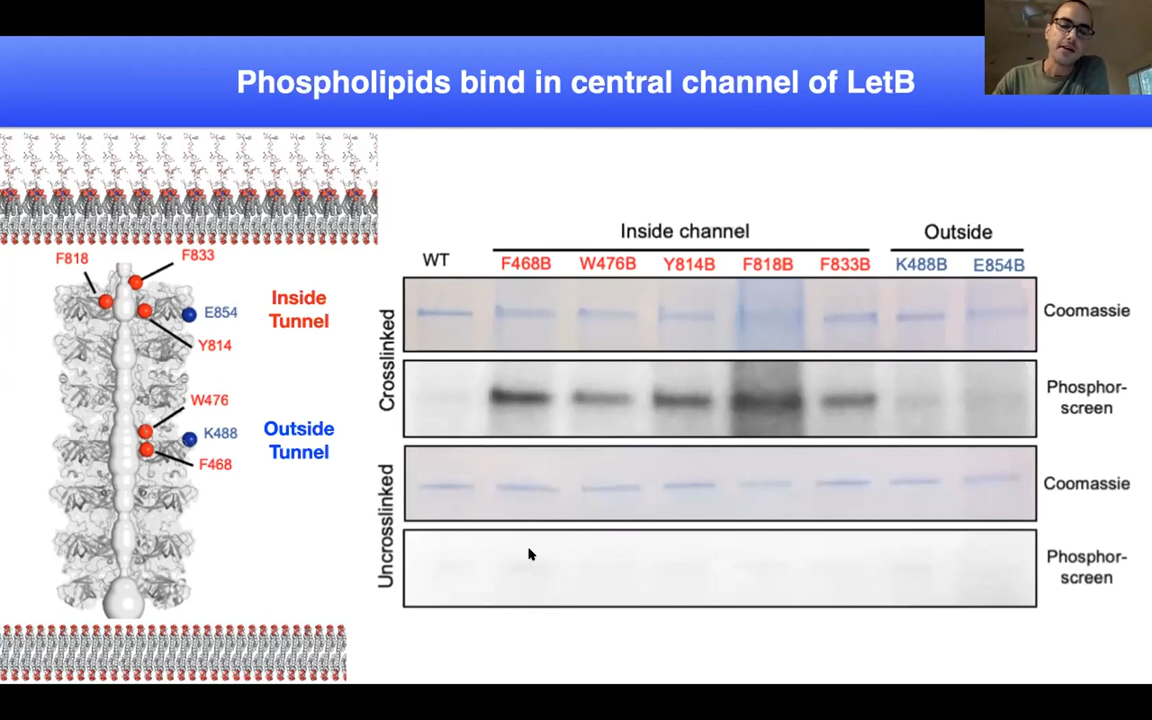 Phospholipids bind in central channel of LetB
F818
F833
E854
Y814
W476
K488
F468
Inside
Tunnel
Outside
Tunnel
Inside channel
Outside
WT
F468B
W476B
Y814B
F818B
F833B
K488B
E854B
Crosslinked
Coomassie
Phosphor-
screen
Uncrosslinked
Coomassie
Phosphor-
screen